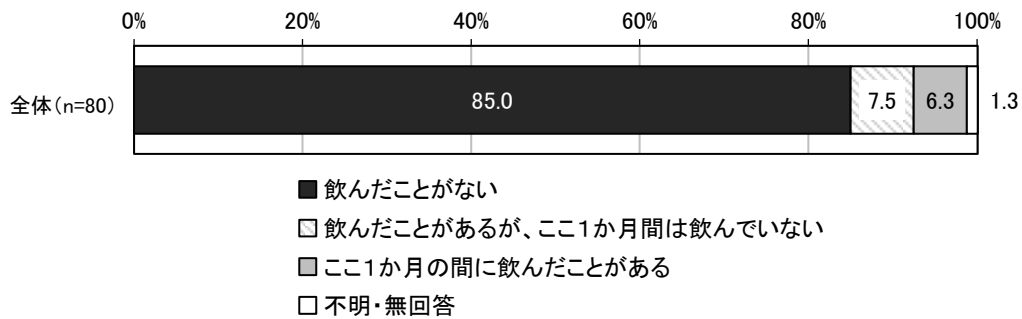 0% 20% 40% 60% 80% 100%
全体(n=80) 85.0 7.5 6.3 1.3
飲んだことがない
飲んだことがあるが、ここ1か月間は飲んでいない
ここ1か月の間に飲んだことがある
不明・無回答